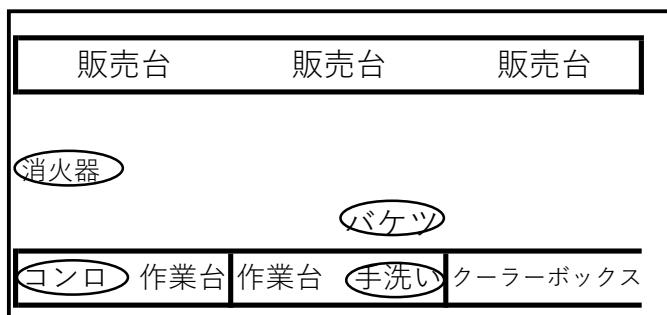 販売台 販売台 販売台
消火器
バケツ
コンロ 作業台 作業台 手洗い クーラーボックス